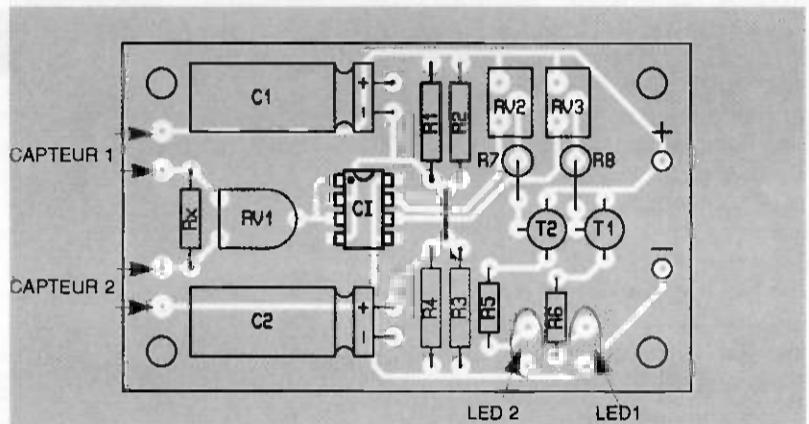 C1
+
−
R1
R2
RV2
RV3
+
CAPTEUR 1
R7
R8
Rx
RV1
CI
T2
T1
CAPTEUR 2
−
C2
+
−
R4
R3
R5
R6
LED 2
LED1